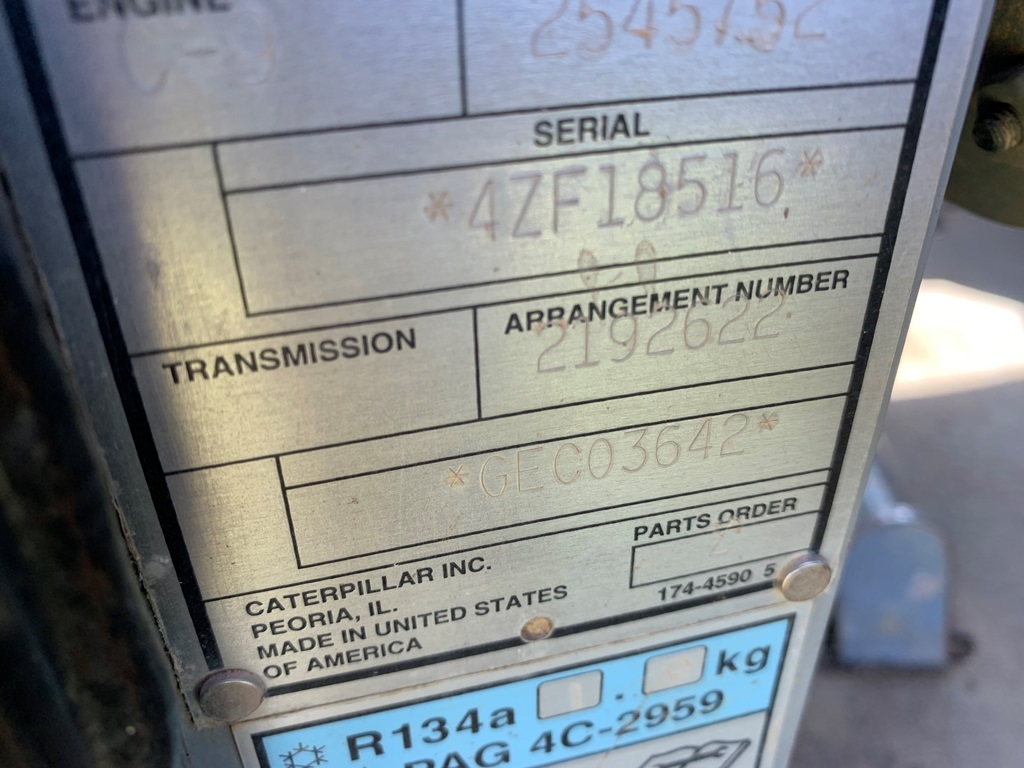 ENGINE
2545752
SERIAL
*4ZF18516*
ARRANGEMENT NUMBER
TRANSMISSION
2192622
*GEC03642*
PARTS ORDER
CATERPILLAR INC.
PEORIA, IL.
MADE IN UNITED STATES
OF AMERICA
174-4590 5
R134a . kg
PAG 4C-2959